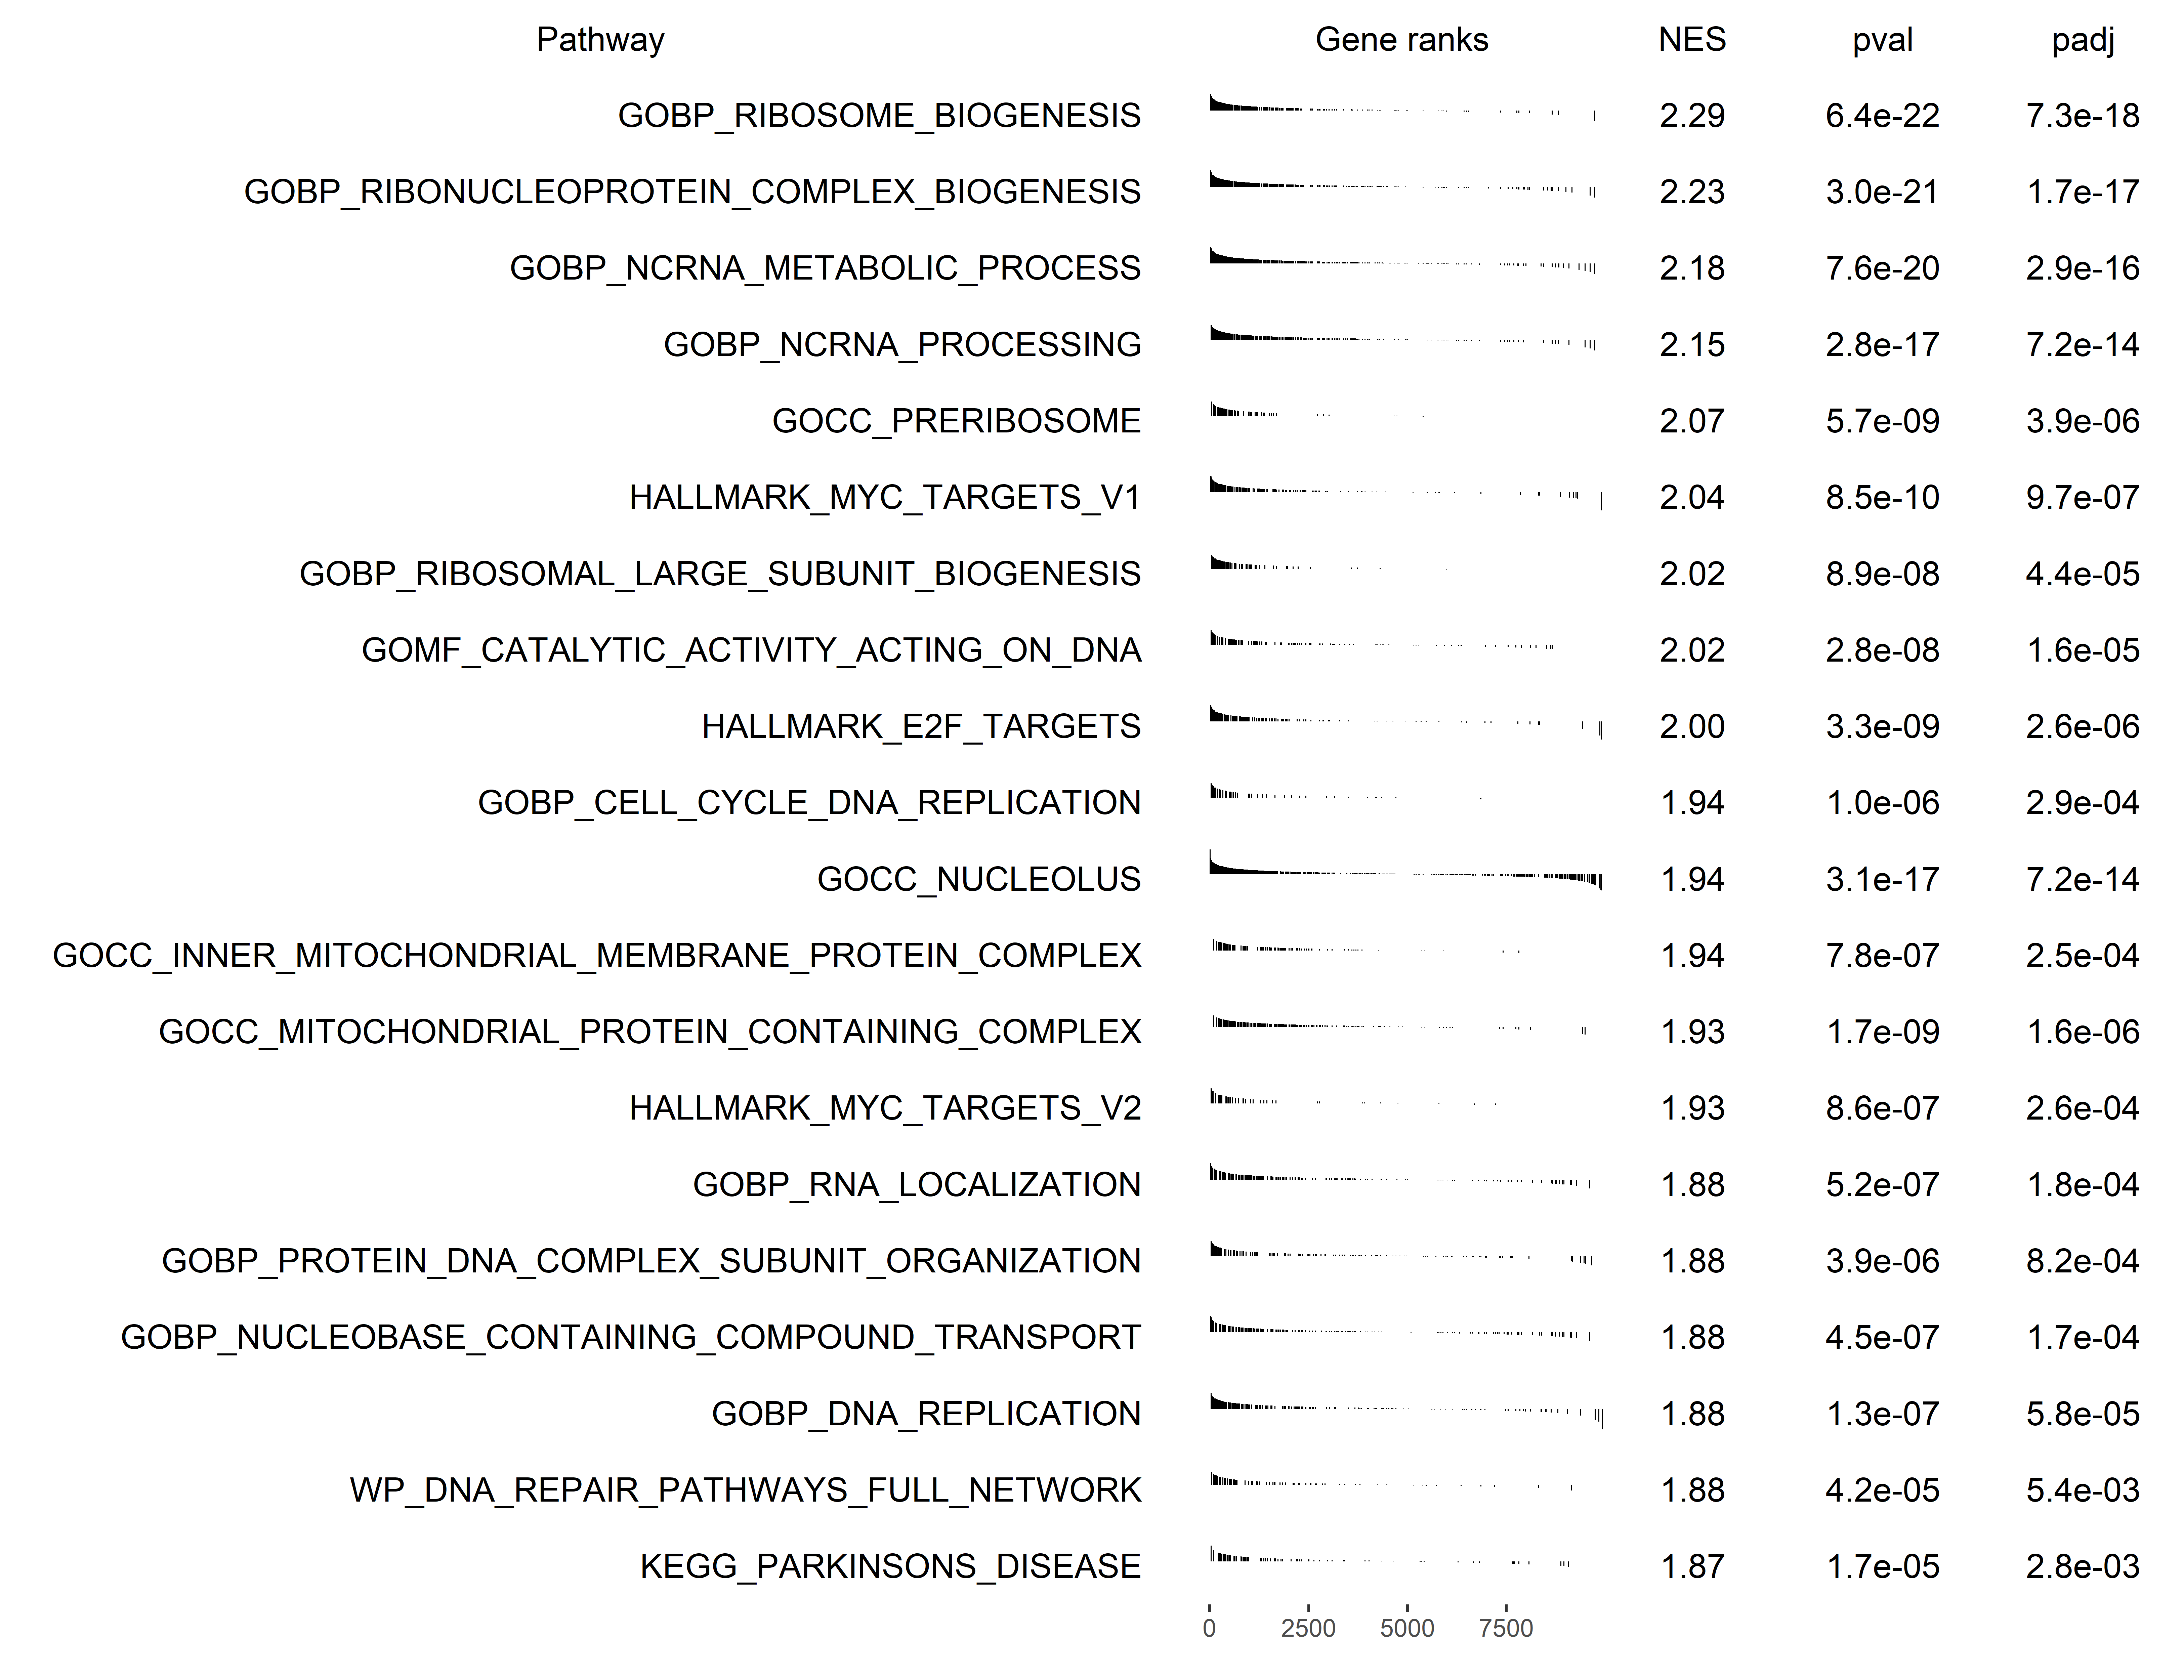 Pathway Gene ranks NES pval padj
GOBP_RIBOSOME_BIOGENESIS 2.29 6.4e-22 7.3e-18
GOBP_RIBONUCLEOPROTEIN_COMPLEX_BIOGENESIS 2.23 3.0e-21 1.7e-17
GOBP_NCRNA_METABOLIC_PROCESS 2.18 7.6e-20 2.9e-16
GOBP_NCRNA_PROCESSING 2.15 2.8e-17 7.2e-14
GOCC_PRERIBOSOME 2.07 5.7e-09 3.9e-06
HALLMARK_MYC_TARGETS_V1 2.04 8.5e-10 9.7e-07
GOBP_RIBOSOMAL_LARGE_SUBUNIT_BIOGENESIS 2.02 8.9e-08 4.4e-05
GOMF_CATALYTIC_ACTIVITY_ACTING_ON_DNA 2.02 2.8e-08 1.6e-05
HALLMARK_E2F_TARGETS 2.00 3.3e-09 2.6e-06
GOBP_CELL_CYCLE_DNA_REPLICATION 1.94 1.0e-06 2.9e-04
GOCC_NUCLEOLUS 1.94 3.1e-17 7.2e-14
GOCC_INNER_MITOCHONDRIAL_MEMBRANE_PROTEIN_COMPLEX 1.94 7.8e-07 2.5e-04
GOCC_MITOCHONDRIAL_PROTEIN_CONTAINING_COMPLEX 1.93 1.7e-09 1.6e-06
HALLMARK_MYC_TARGETS_V2 1.93 8.6e-07 2.6e-04
GOBP_RNA_LOCALIZATION 1.88 5.2e-07 1.8e-04
GOBP_PROTEIN_DNA_COMPLEX_SUBUNIT_ORGANIZATION 1.88 3.9e-06 8.2e-04
GOBP_NUCLEOBASE_CONTAINING_COMPOUND_TRANSPORT 1.88 4.5e-07 1.7e-04
GOBP_DNA_REPLICATION 1.88 1.3e-07 5.8e-05
WP_DNA_REPAIR_PATHWAYS_FULL_NETWORK 1.88 4.2e-05 5.4e-03
KEGG_PARKINSONS_DISEASE 1.87 1.7e-05 2.8e-03
0 2500 5000 7500